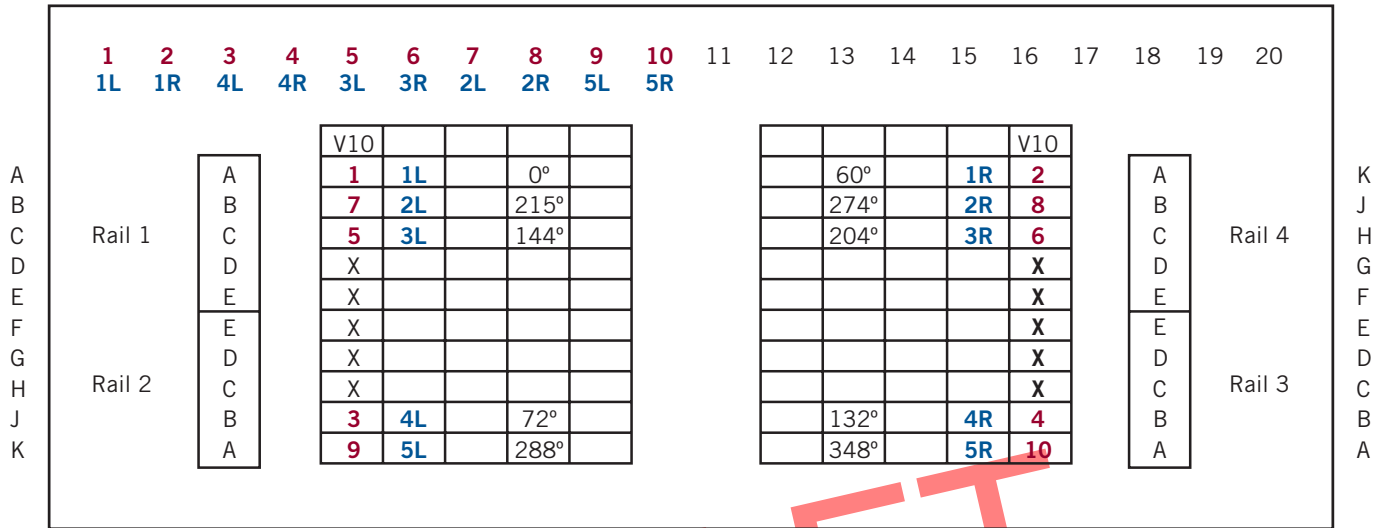 1 2 3 4 5 6 7 8 9 10 11 12 13 14 15 16 17 18 19 20
1L 1R 4L 4R 3L 3R 2L 2R 5L 5R
V10 V10
A A 1 1L 0º 60º 1R 2 A K
B B 7 2L 215º 274º 2R 8 B J
C Rail 1 C 5 3L 144º 204º 3R 6 C Rail 4 H
D D X X D G
E E X X E F
F E X X E E
G D X X D D
H Rail 2 C X X C Rail 3 C
J B 3 4L 72º 132º 4R 4 B B
K A 9 5L 288º 348º 5R 10 A A